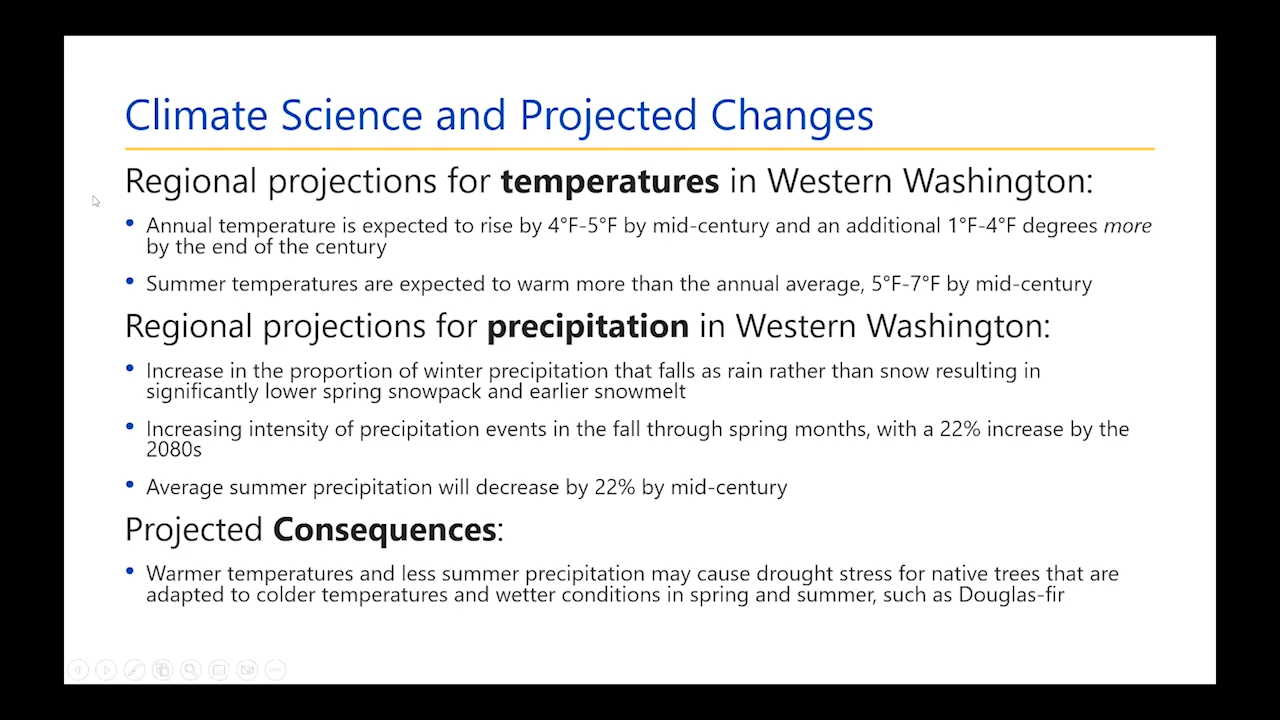 Climate Science and Projected Changes
Regional projections for temperatures in Western Washington:
• Annual temperature is expected to rise by 4°F-5°F by mid-century and an additional 1°F-4°F degrees more
by the end of the century
• Summer temperatures are expected to warm more than the annual average, 5°F-7°F by mid-century
Regional projections for precipitation in Western Washington:
• Increase in the proportion of winter precipitation that falls as rain rather than snow resulting in
significantly lower spring snowpack and earlier snowmelt
• Increasing intensity of precipitation events in the fall through spring months, with a 22% increase by the
2080s
• Average summer precipitation will decrease by 22% by mid-century
Projected Consequences:
• Warmer temperatures and less summer precipitation may cause drought stress for native trees that are
adapted to colder temperatures and wetter conditions in spring and summer, such as Douglas-fir